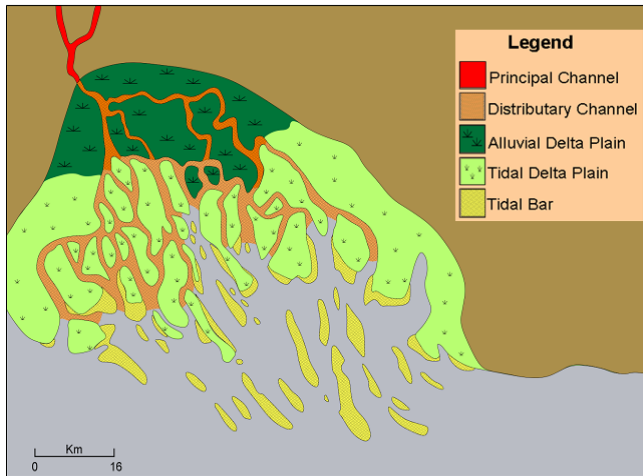 Legend
Principal Channel
Distributary Channel
Alluvial Delta Plain
Tidal Delta Plain
Tidal Bar
Km
0 16